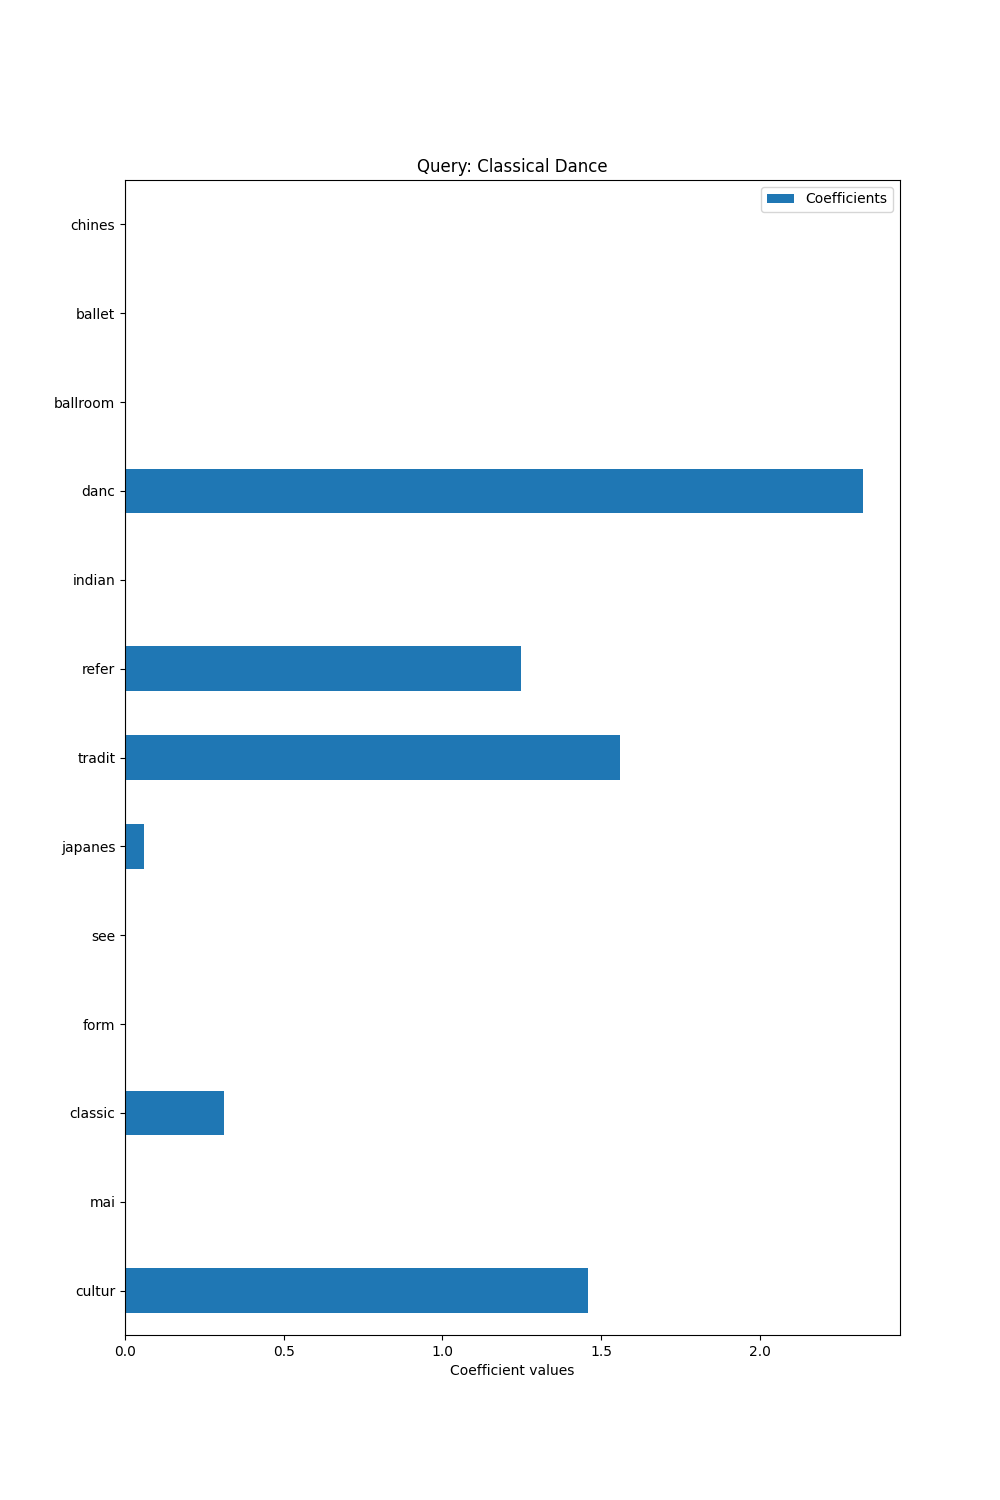 Query: Classical Dance
Coefficients
chines
ballet
ballroom
danc
indian
refer
tradit
japanes
see
form
classic
mai
cultur
0.0 0.5 1.0 1.5 2.0
Coefficient values